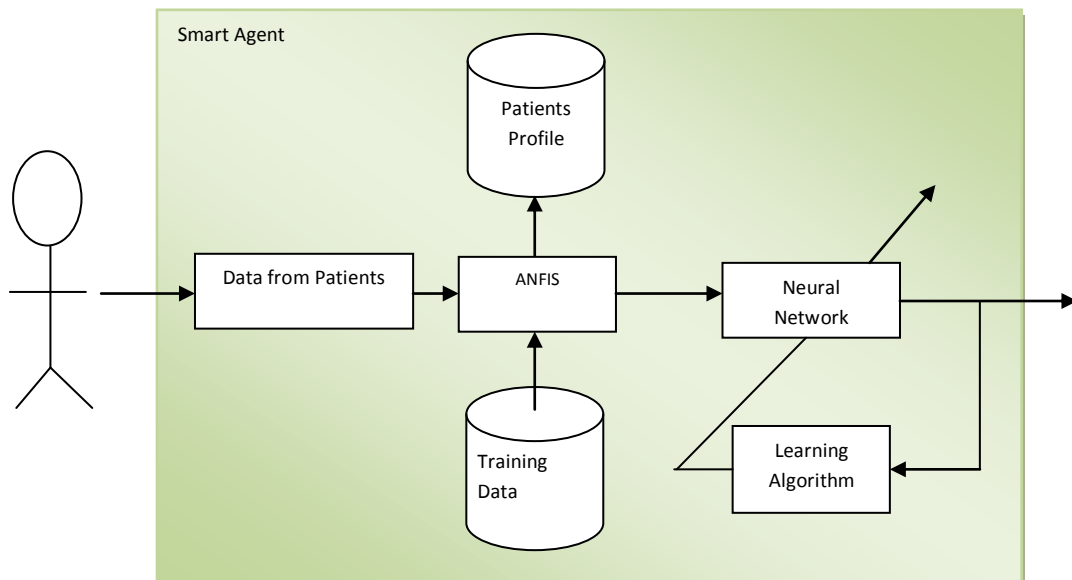 Smart Agent
Patients
Profile
Data from Patients
ANFIS
Neural
Network
Training
Data
Learning
Algorithm